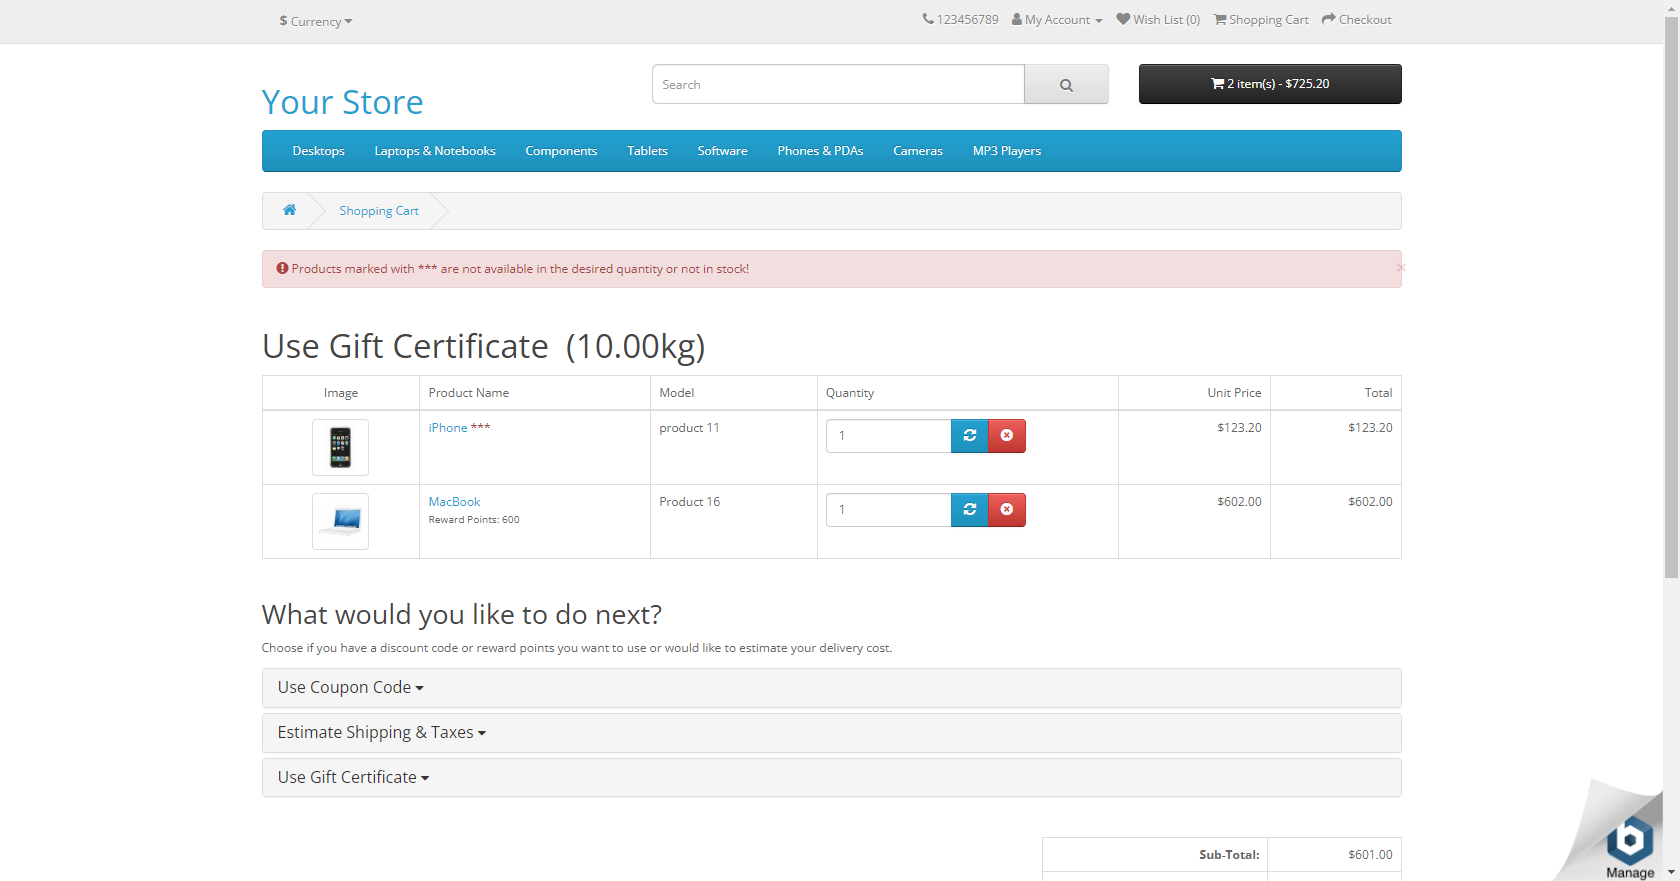 $ Currency
123456789 My Account Wish List (0) Shopping Cart Checkout
Your Store
Search
2 item(s) - $725.20
Desktops Laptops & Notebooks Components Tablets Software Phones & PDAs Cameras MP3 Players
Shopping Cart
Products marked with *** are not available in the desired quantity or not in stock!
×
Use Gift Certificate (10.00kg)
Image Product Name Model Quantity Unit Price Total
iPhone *** product 11 1 $123.20 $123.20
MacBook Product 16 1 $602.00 $602.00
Reward Points: 600
What would you like to do next?
Choose if you have a discount code or reward points you want to use or would like to estimate your delivery cost.
Use Coupon Code
Estimate Shipping & Taxes
Use Gift Certificate
Sub-Total: $601.00
b
Manage